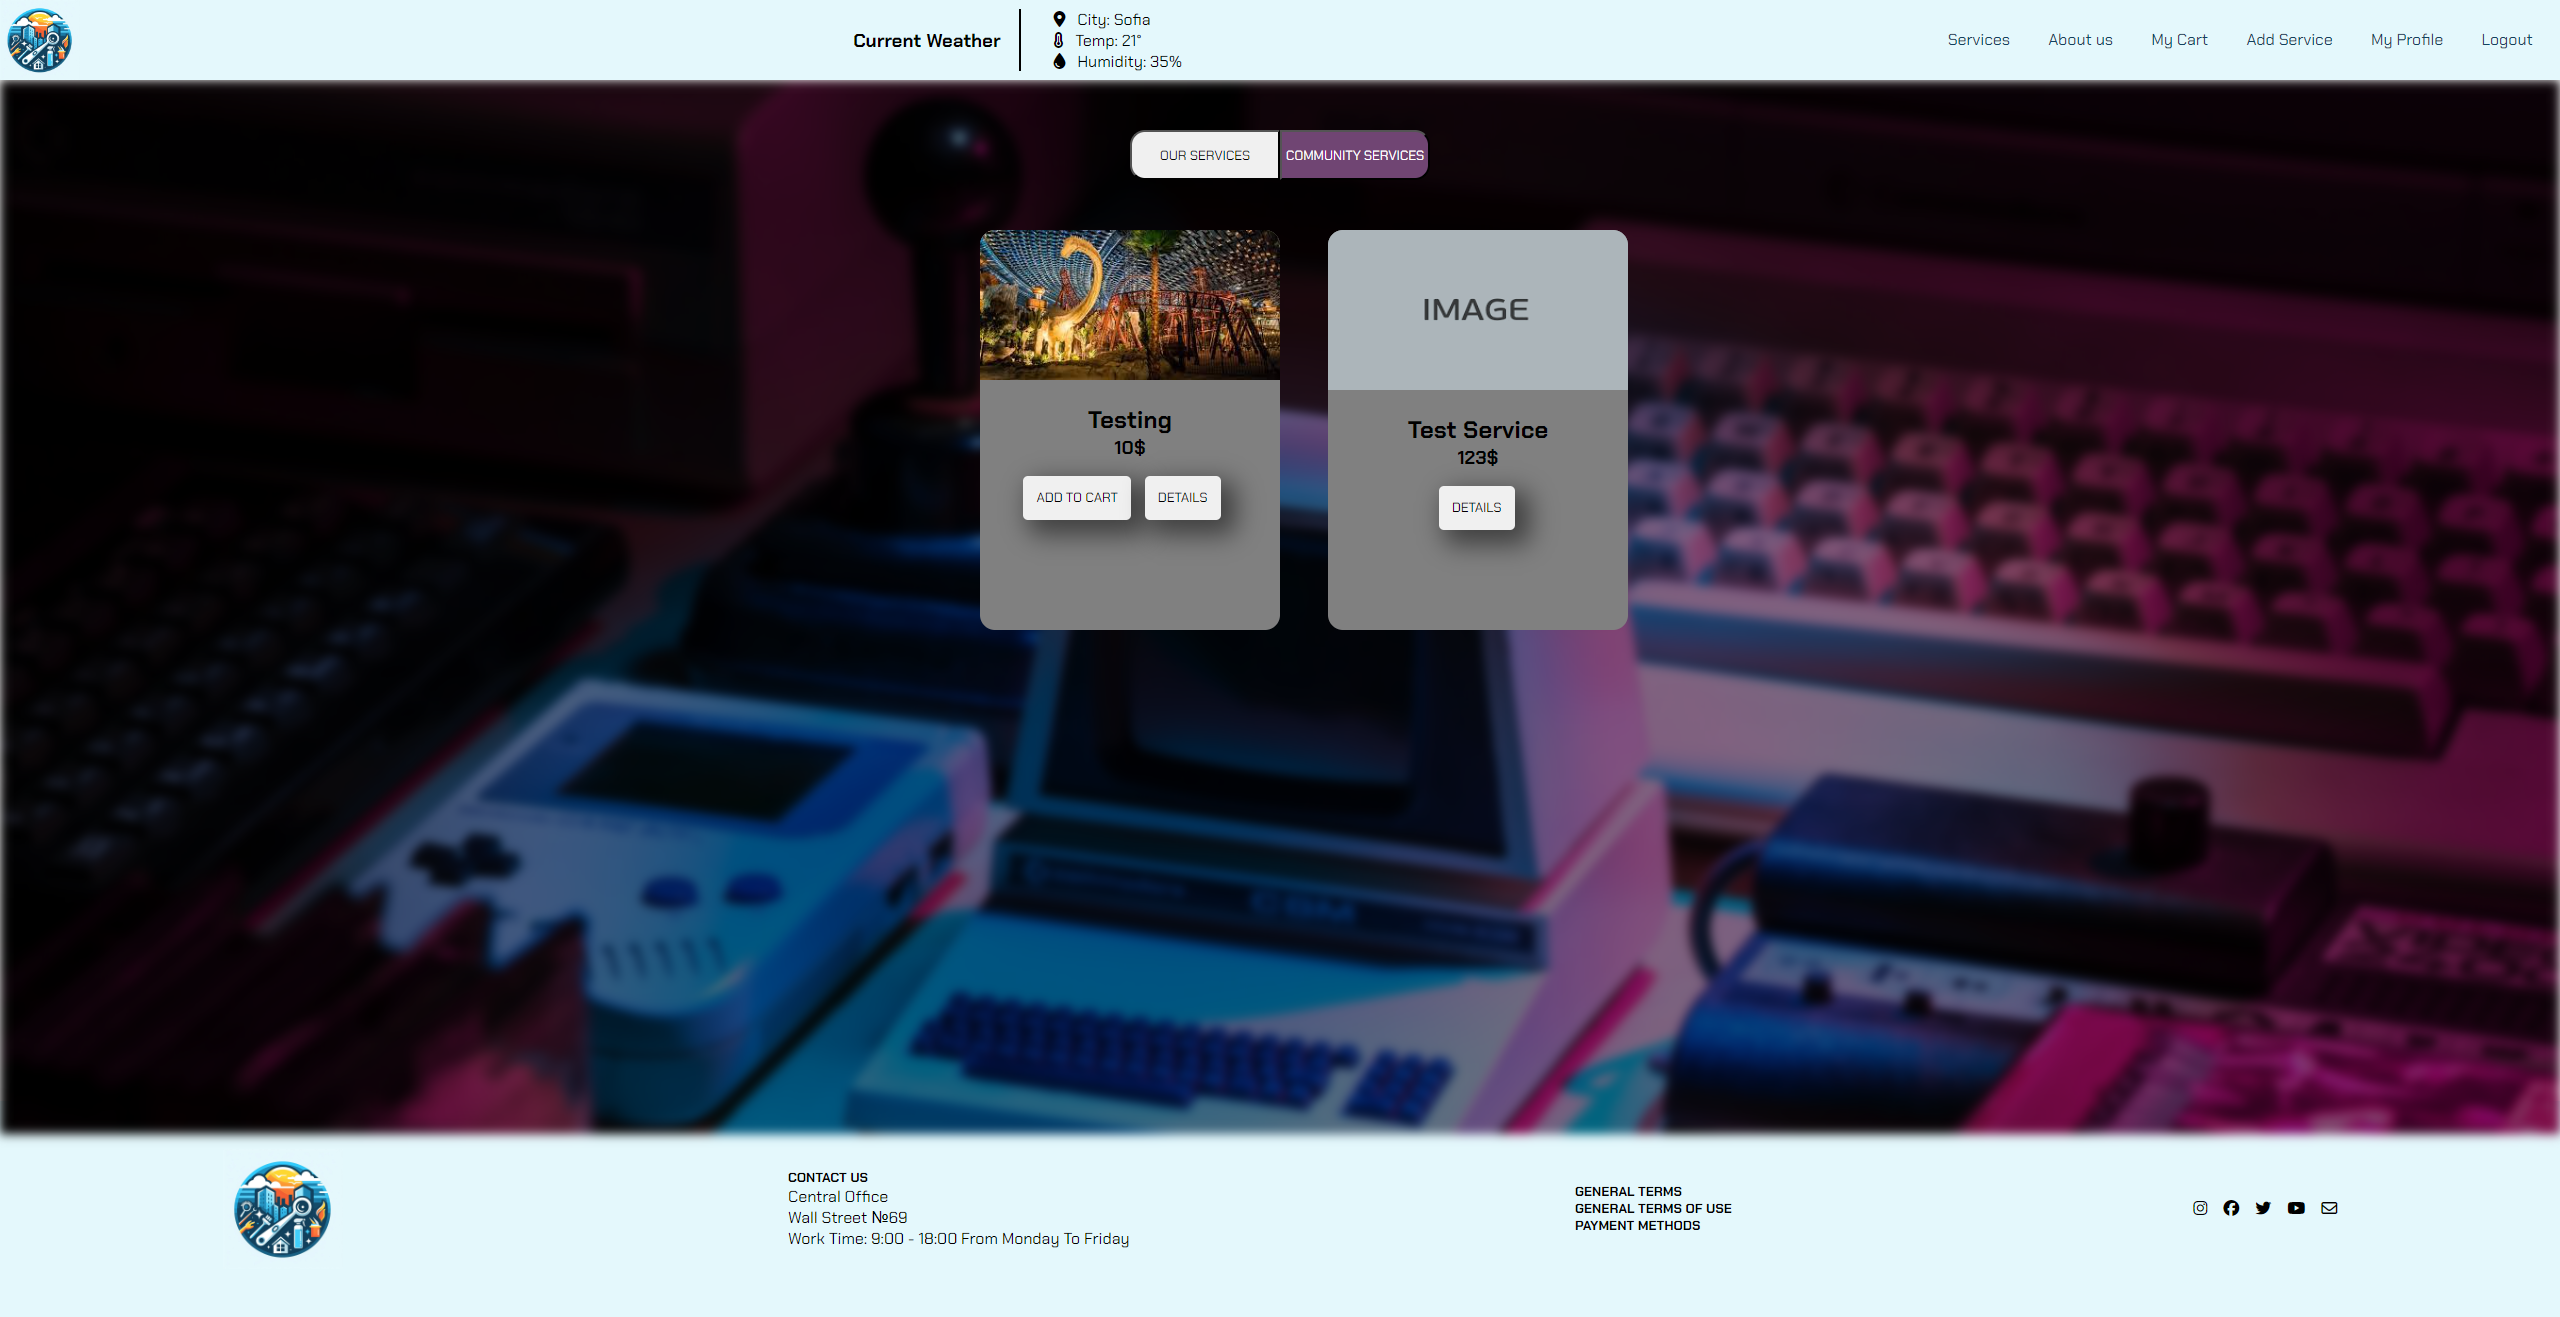 Current Weather
City: Sofia
Temp: 21°
Humidity: 35%
Services
About us
My Cart
Add Service
My Profile
Logout
OUR SERVICES
COMMUNITY SERVICES
Testing
10$
ADD TO CART
DETAILS
IMAGE
Test Service
123$
DETAILS
CBM
CONTACT US
Central Office
Wall Street №69
Work Time: 9:00 - 18:00 From Monday To Friday
GENERAL TERMS
GENERAL TERMS OF USE
PAYMENT METHODS